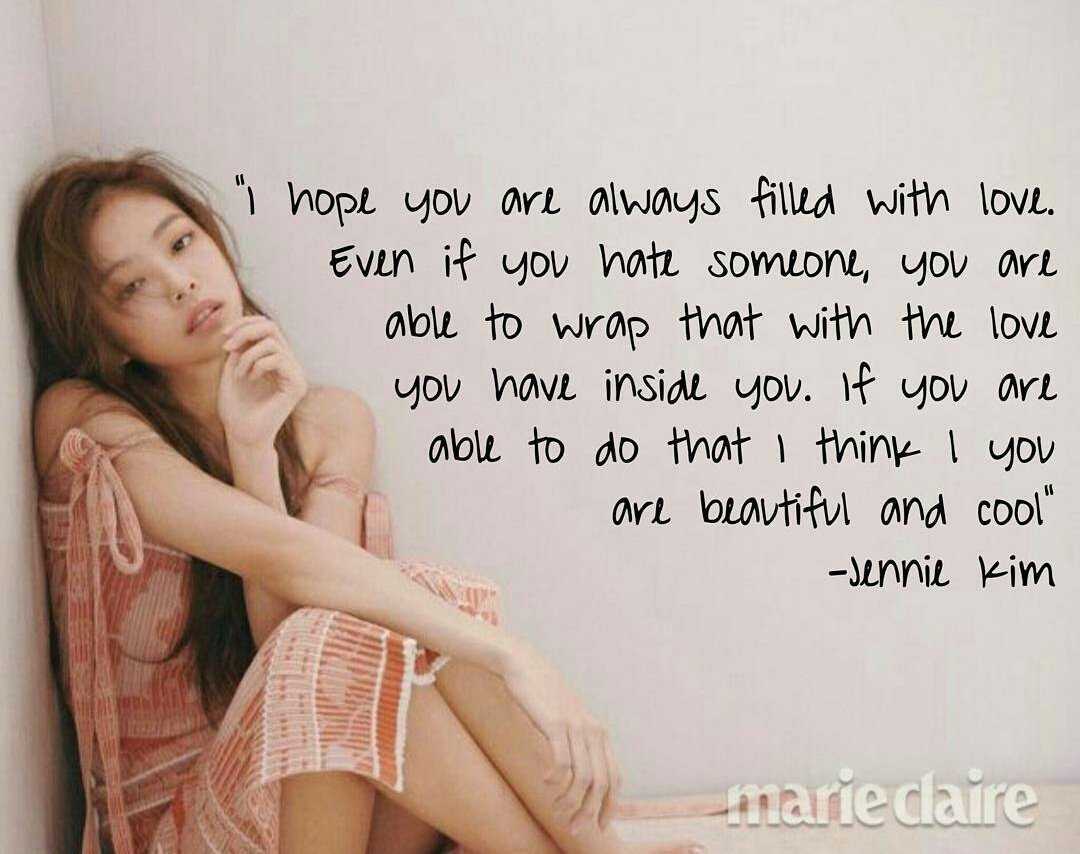 "I hope you are always filled with love.
Even if you hate someone, you are
able to wrap that with the love
you have inside you. If you are
able to do that I think I you
are beautiful and cool"
-Jennie Kim
marie claire